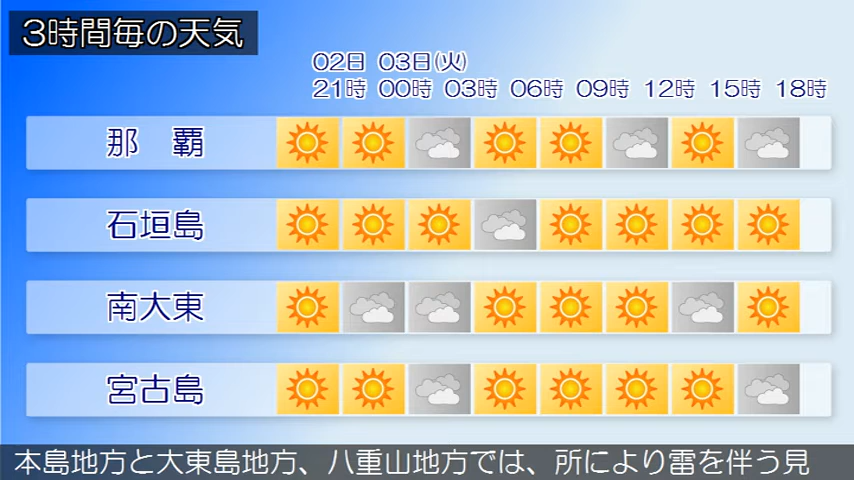 3時間毎の天気
02日 03日(火)
21時 00時 03時 06時 09時 12時 15時 18時
那 覇
石垣島
南大東
宮古島
本島地方と大東島地方、八重山地方では、所により雷を伴う見